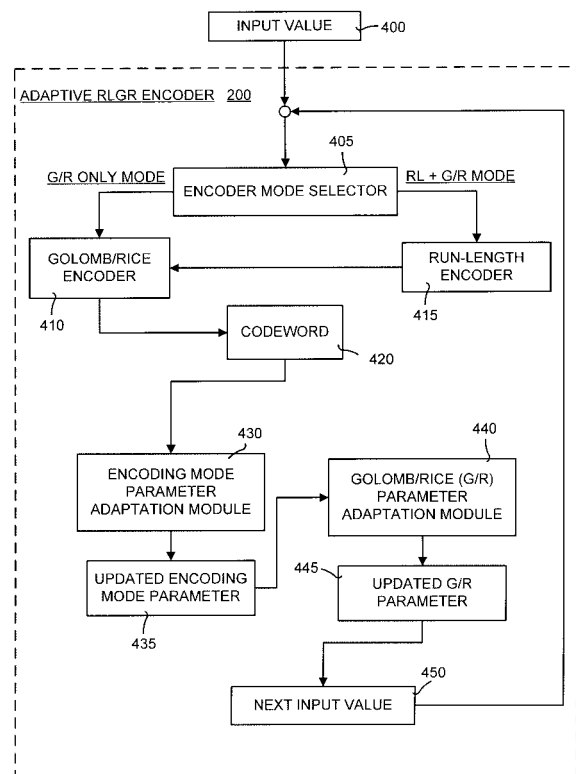 INPUT VALUE
400
ADAPTIVE RLGR ENCODER 200
405
G/R ONLY MODE
RL + G/R MODE
ENCODER MODE SELECTOR
GOLOMB/RICE
ENCODER
RUN-LENGTH
ENCODER
410
415
CODEWORD
420
430
440
ENCODING MODE
PARAMETER
ADAPTATION MODULE
GOLOMB/RICE (G/R)
PARAMETER
ADAPTATION MODULE
445
UPDATED ENCODING
MODE PARAMETER
UPDATED G/R
PARAMETER
435
450
NEXT INPUT VALUE